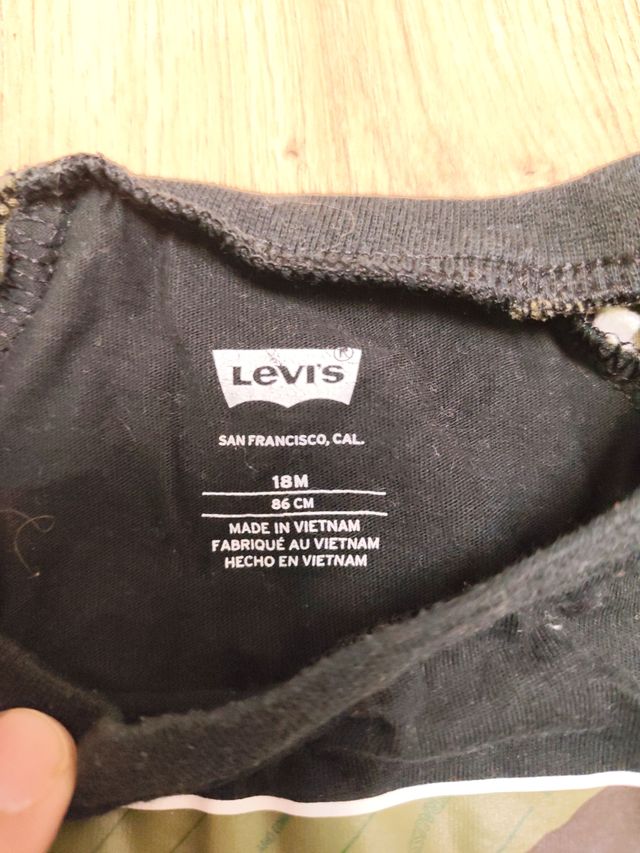 Levi's ®
SAN FRANCISCO, CAL.
18M
86 CM
MADE IN VIETNAM
FABRIQUÉ AU VIETNAM
HECHO EN VIETNAM